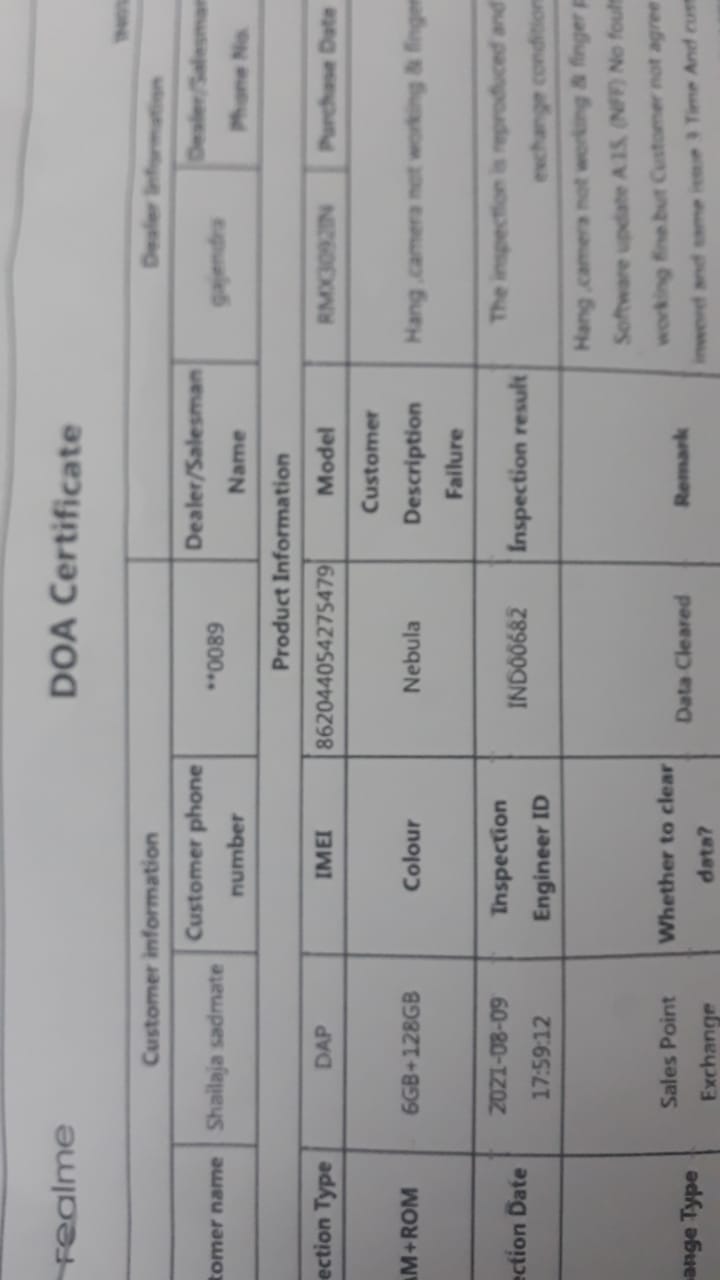 realme
DOA Certificate
Customer information
Dealer Information
tomer name
Shailaja sadmate
Customer phone
number
**0089
Dealer/Salesman
Name
gajendra
Dealer/Salesman
Phone No.
Product Information
ection Type
DAP
IMEI
862044054275479
Model
RMX3092IN
Purchase Date
AM+ROM
6GB+128GB
Colour
Nebula
Customer
Description
Failure
Hang ,camera not working & finger
ction Date
2021-08-09
17:59:12
Inspection
Engineer ID
IND00682
Inspection result
The inspection is reproduced and
exchange condition
ange Type
Sales Point
Exchange
Whether to clear
data?
Data Cleared
Remark
Hang ,camera not working & finger p
Software update A15, (NFF) No foult
working fine.but Customer not agree
inword and same issue 3 Time And cust